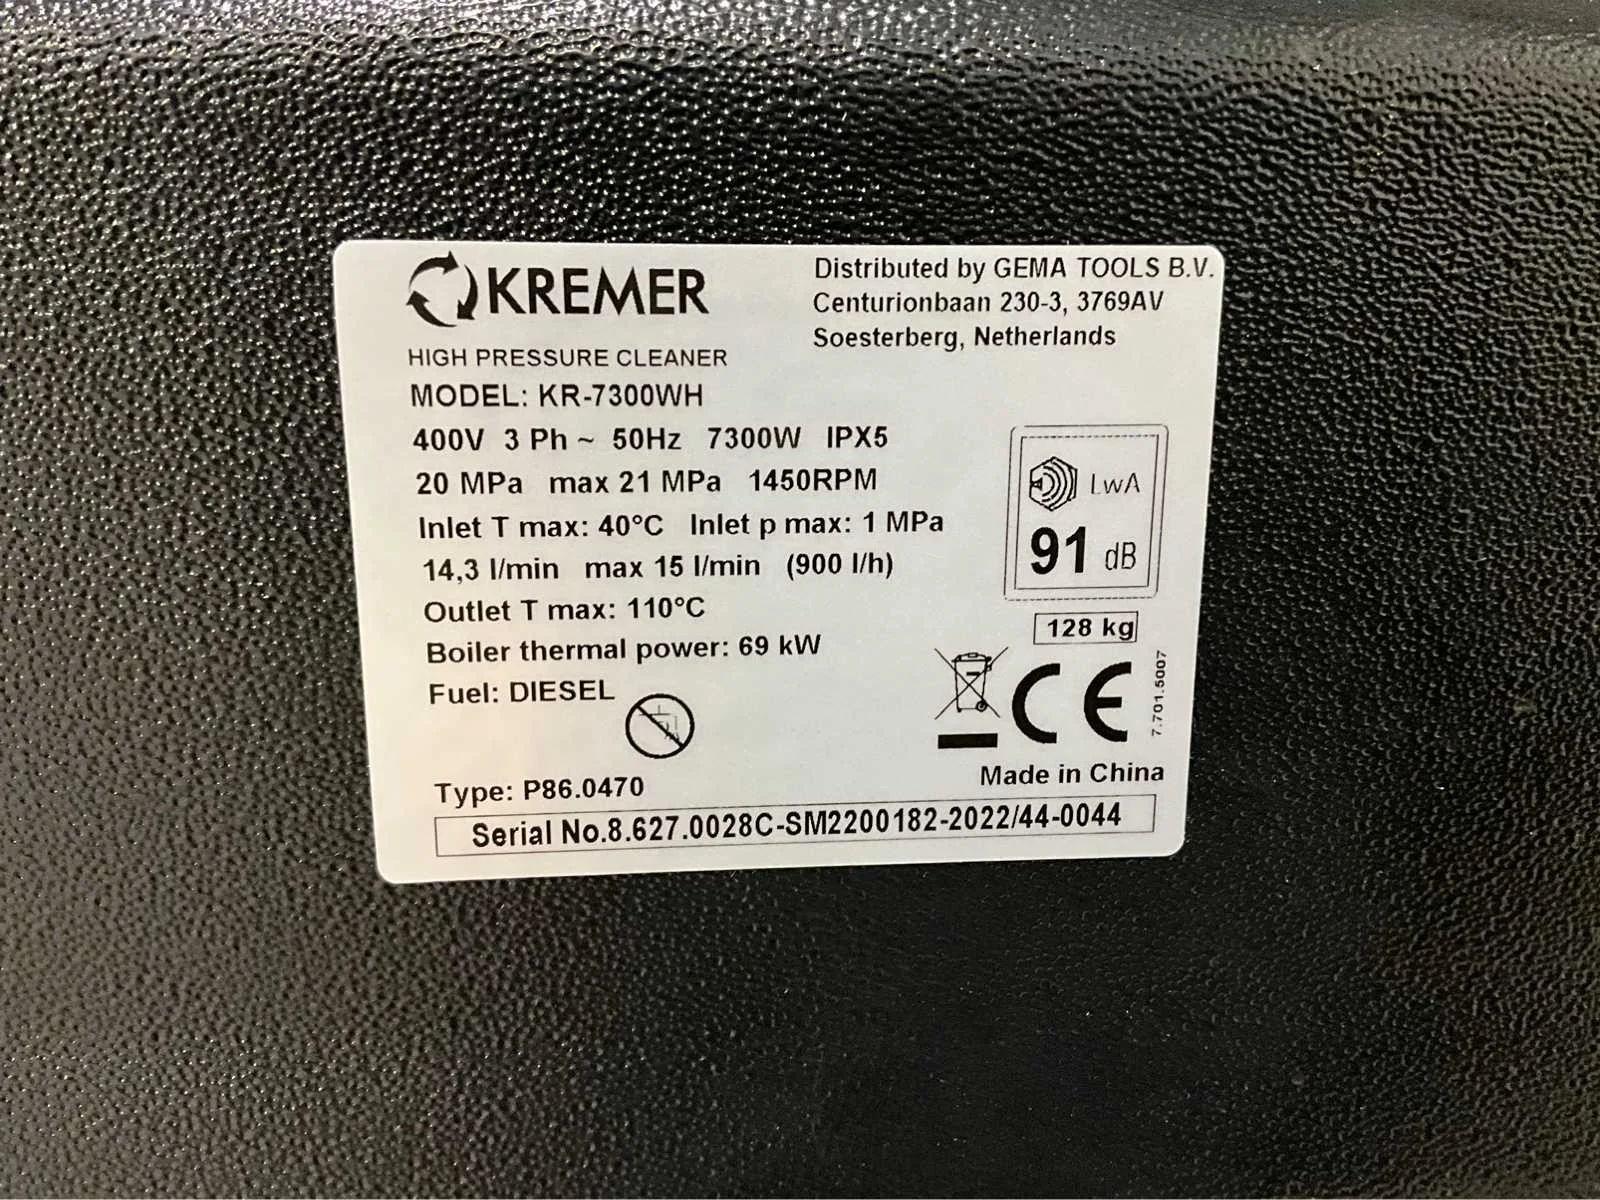 KREMER
Distributed by GEMA TOOLS B.V.
Centurionbaan 230-3, 3769AV
Soesterberg, Netherlands
HIGH PRESSURE CLEANER
MODEL: KR-7300WH
400V 3 Ph ~ 50Hz 7300W IPX5
20 MPa max 21 MPa 1450RPM
Inlet T max: 40°C Inlet p max: 1 MPa
14,3 l/min max 15 l/min (900 l/h)
Outlet T max: 110°C
Boiler thermal power: 69 kW
Fuel: DIESEL
LwA
91 dB
128 kg
CE
7.701.5007
Made in China
Type: P86.0470
Serial No.8.627.0028C-SM2200182-2022/44-0044